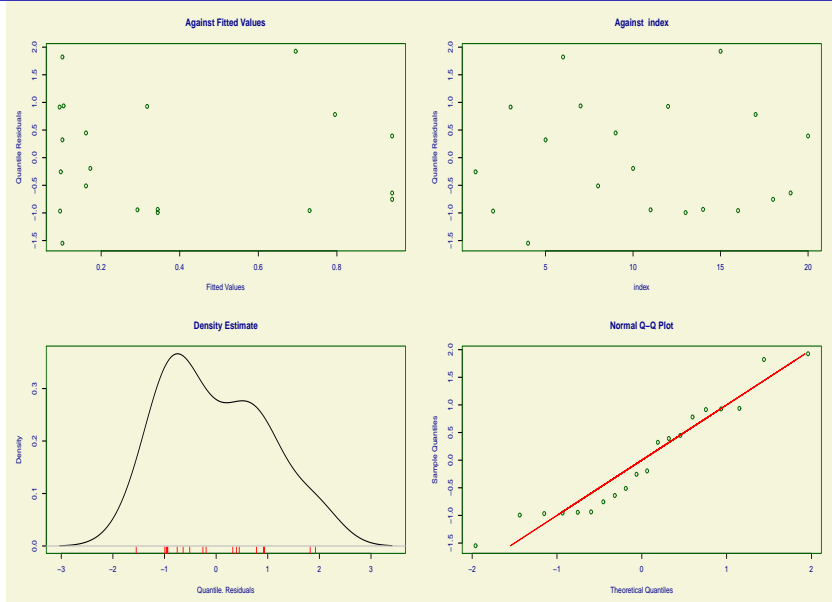 Against Fitted Values
Quantile Residuals
2.0
1.5
1.0
0.5
0.0
−0.5
−1.0
−1.5
0.2 0.4 0.6 0.8
Fitted Values
Against index
Quantile Residuals
2.0
1.5
1.0
0.5
0.0
−0.5
−1.0
−1.5
5 10 15 20
index
Density Estimate
Density
0.3
0.2
0.1
0.0
−3 −2 −1 0 1 2 3
Quantile. Residuals
Normal Q−Q Plot
Sample Quantiles
2.0
1.5
1.0
0.5
0.0
−0.5
−1.0
−1.5
−2 −1 0 1 2
Theoretical Quantiles